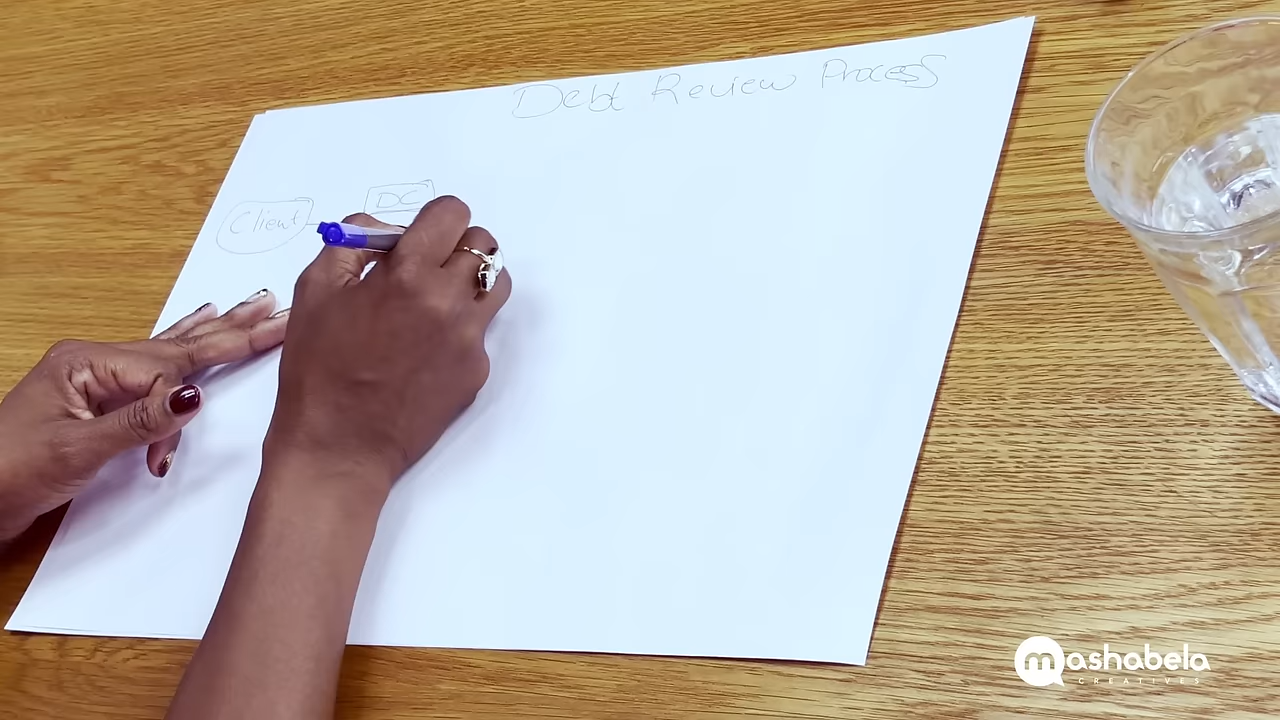 Debt Review Process
Client
DC
mashabela
CREATIVES